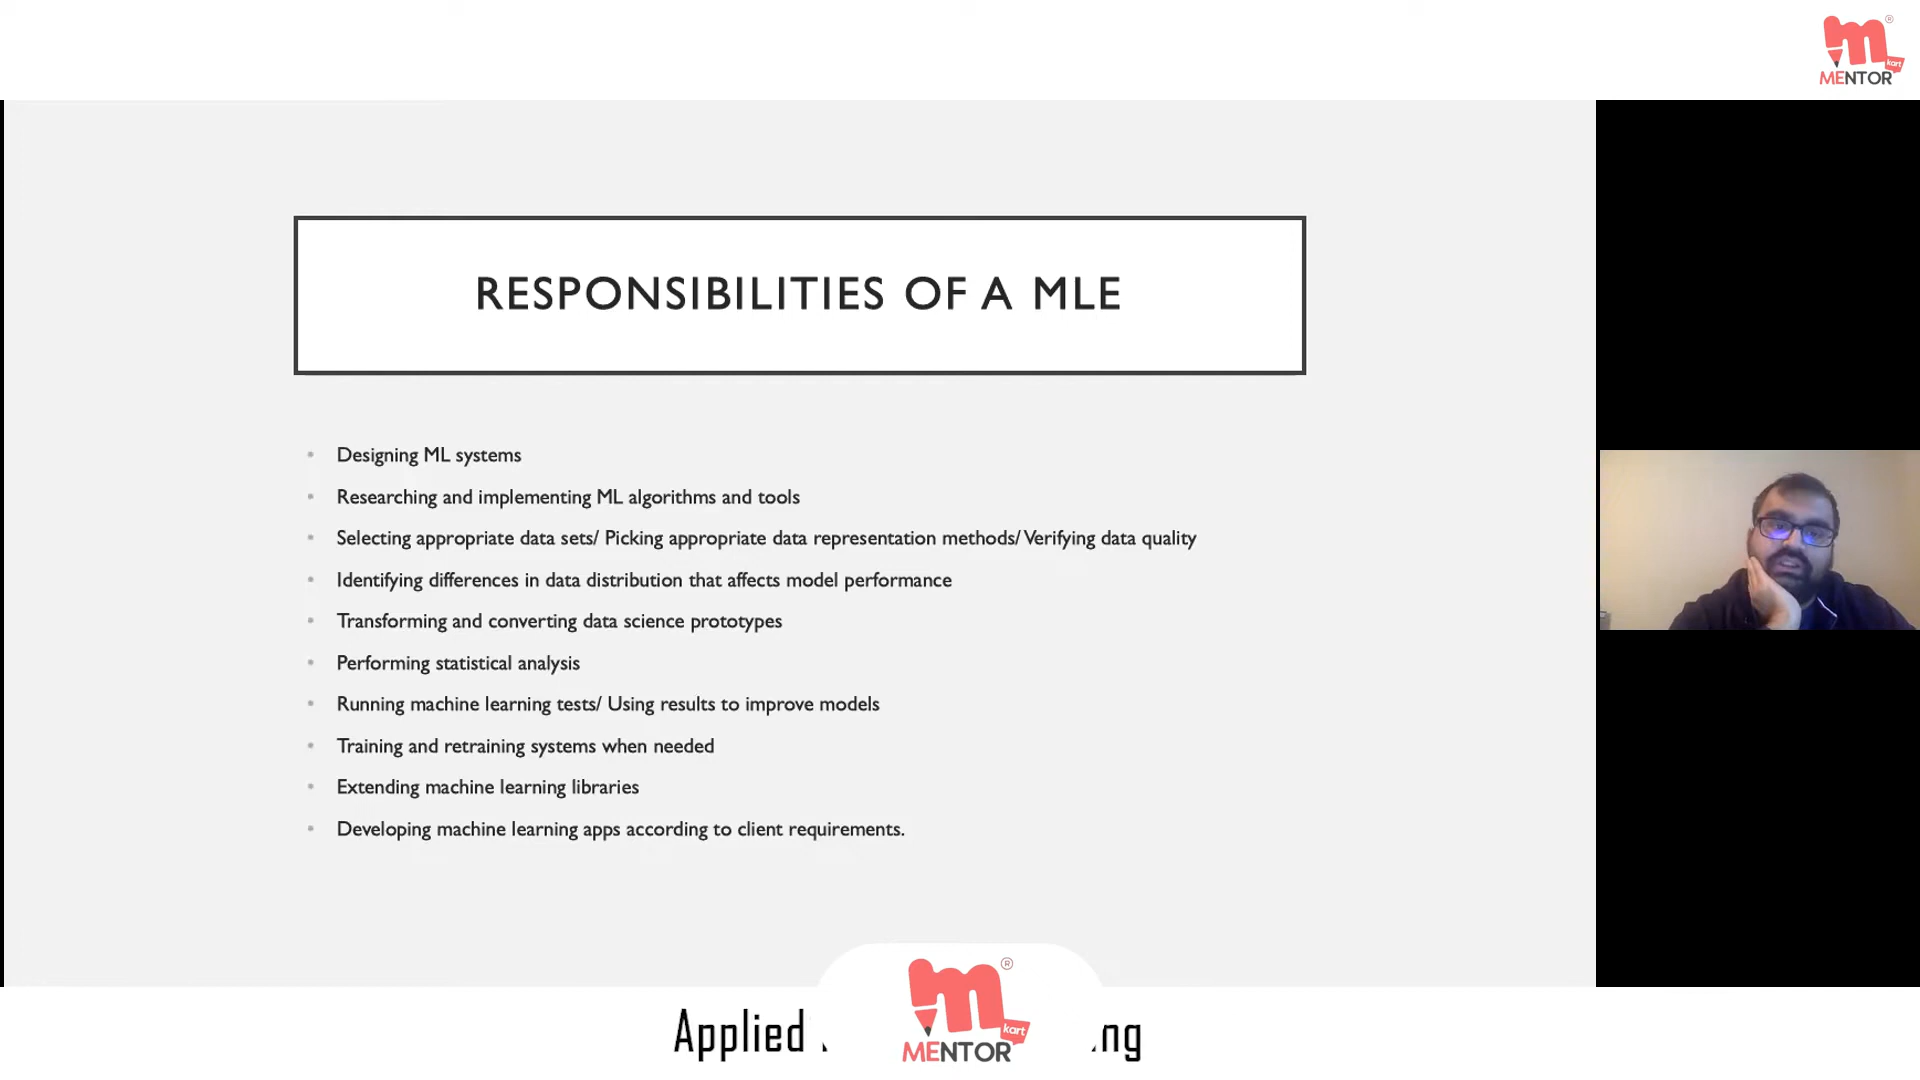 ®
kart
MENTOR
RESPONSIBILITIES OF A MLE
• Designing ML systems
• Researching and implementing ML algorithms and tools
• Selecting appropriate data sets/ Picking appropriate data representation methods/ Verifying data quality
• Identifying differences in data distribution that affects model performance
• Transforming and converting data science prototypes
• Performing statistical analysis
• Running machine learning tests/ Using results to improve models
• Training and retraining systems when needed
• Extending machine learning libraries
• Developing machine learning apps according to client requirements.
®
kart
MENTOR
Applied ng